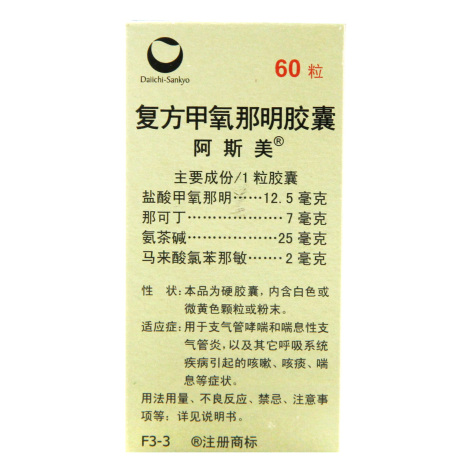 Daiichi-Sankyo
60 粒
复方甲氧那明胶囊
阿斯美®
主要成份/1 粒胶囊
盐酸甲氧那明……12.5 毫克
那可丁…………………7 毫克
氨茶碱…………………25 毫克
马来酸氯苯那敏…….2 毫克
性 状:本品为硬胶囊,内含白色或
微黄色颗粒或粉末。
适应症:用于支气管哮喘和喘息性支
气管炎,以及其它呼吸系统
疾病引起的咳嗽、咳痰、喘
息等症状。
用法用量、不良反应、禁忌、注意事
项等:详见说明书。
F3-3 ®注册商标